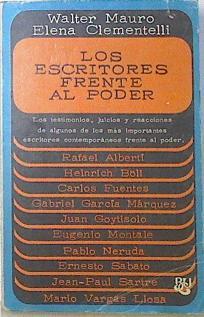 Walter Mauro
Elena Clementelli
LOS
ESCRITORES
FRENTE
AL PODER
Los testimonios, juicios y reacciones
de algunos de los más importantes
escritores contemporáneos frente al poder.
Rafael Alberti
Heinrich Böll
Carlos Fuentes
Gabriel García Márquez
Juan Goytisolo
Eugenio Montale
Pablo Neruda
Ernesto Sabato
Jean-Paul Sartre
Mario Vargas Llosa